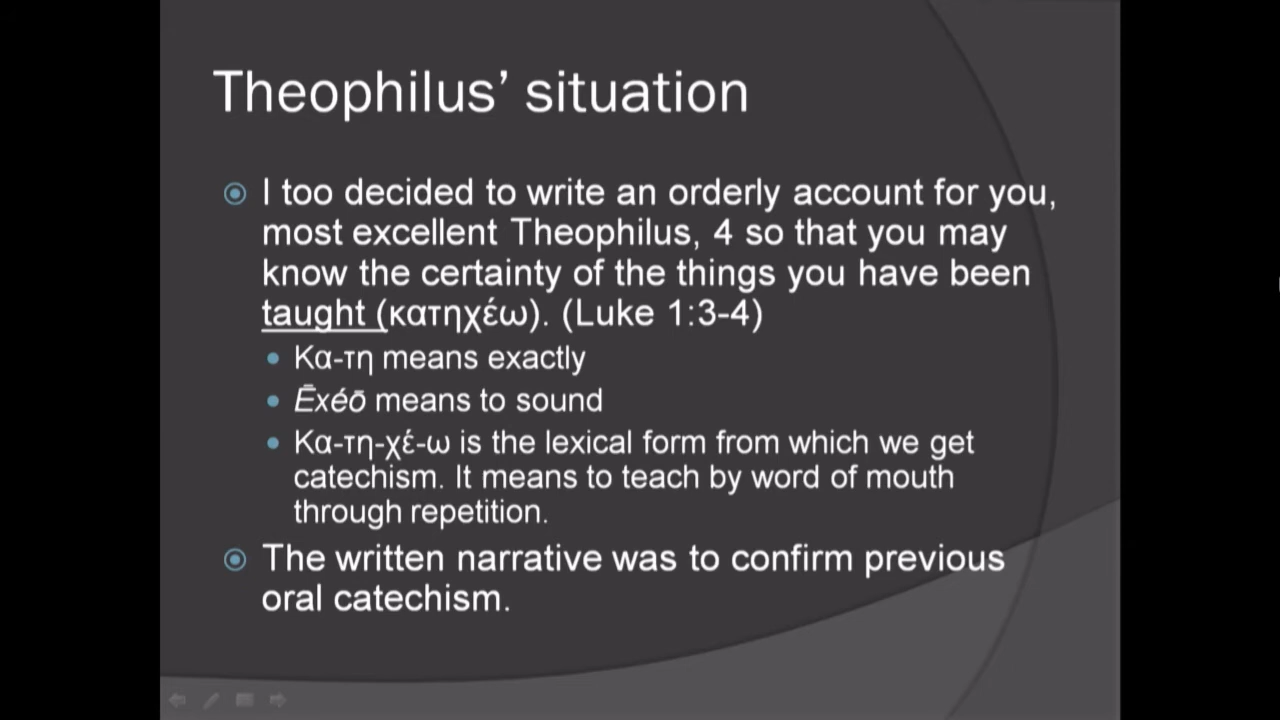 Theophilus’ situation
I too decided to write an orderly account for you,
most excellent Theophilus, 4 so that you may
know the certainty of the things you have been
taught (κατηχέω). (Luke 1:3-4)
Κα-τη means exactly
Ēxéō means to sound
Κα-τη-χέ-ω is the lexical form from which we get
catechism. It means to teach by word of mouth
through repetition.
The written narrative was to confirm previous
oral catechism.